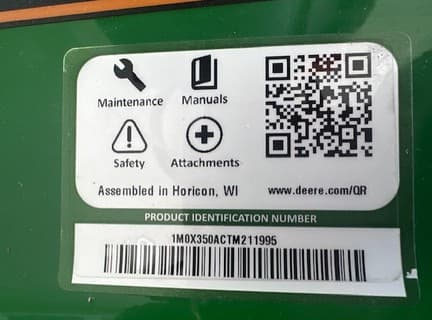 Maintenance Manuals
Safety Attachments
Assembled in Horicon, WI www.deere.com/QR
PRODUCT IDENTIFICATION NUMBER
1M0X350ACTM211995